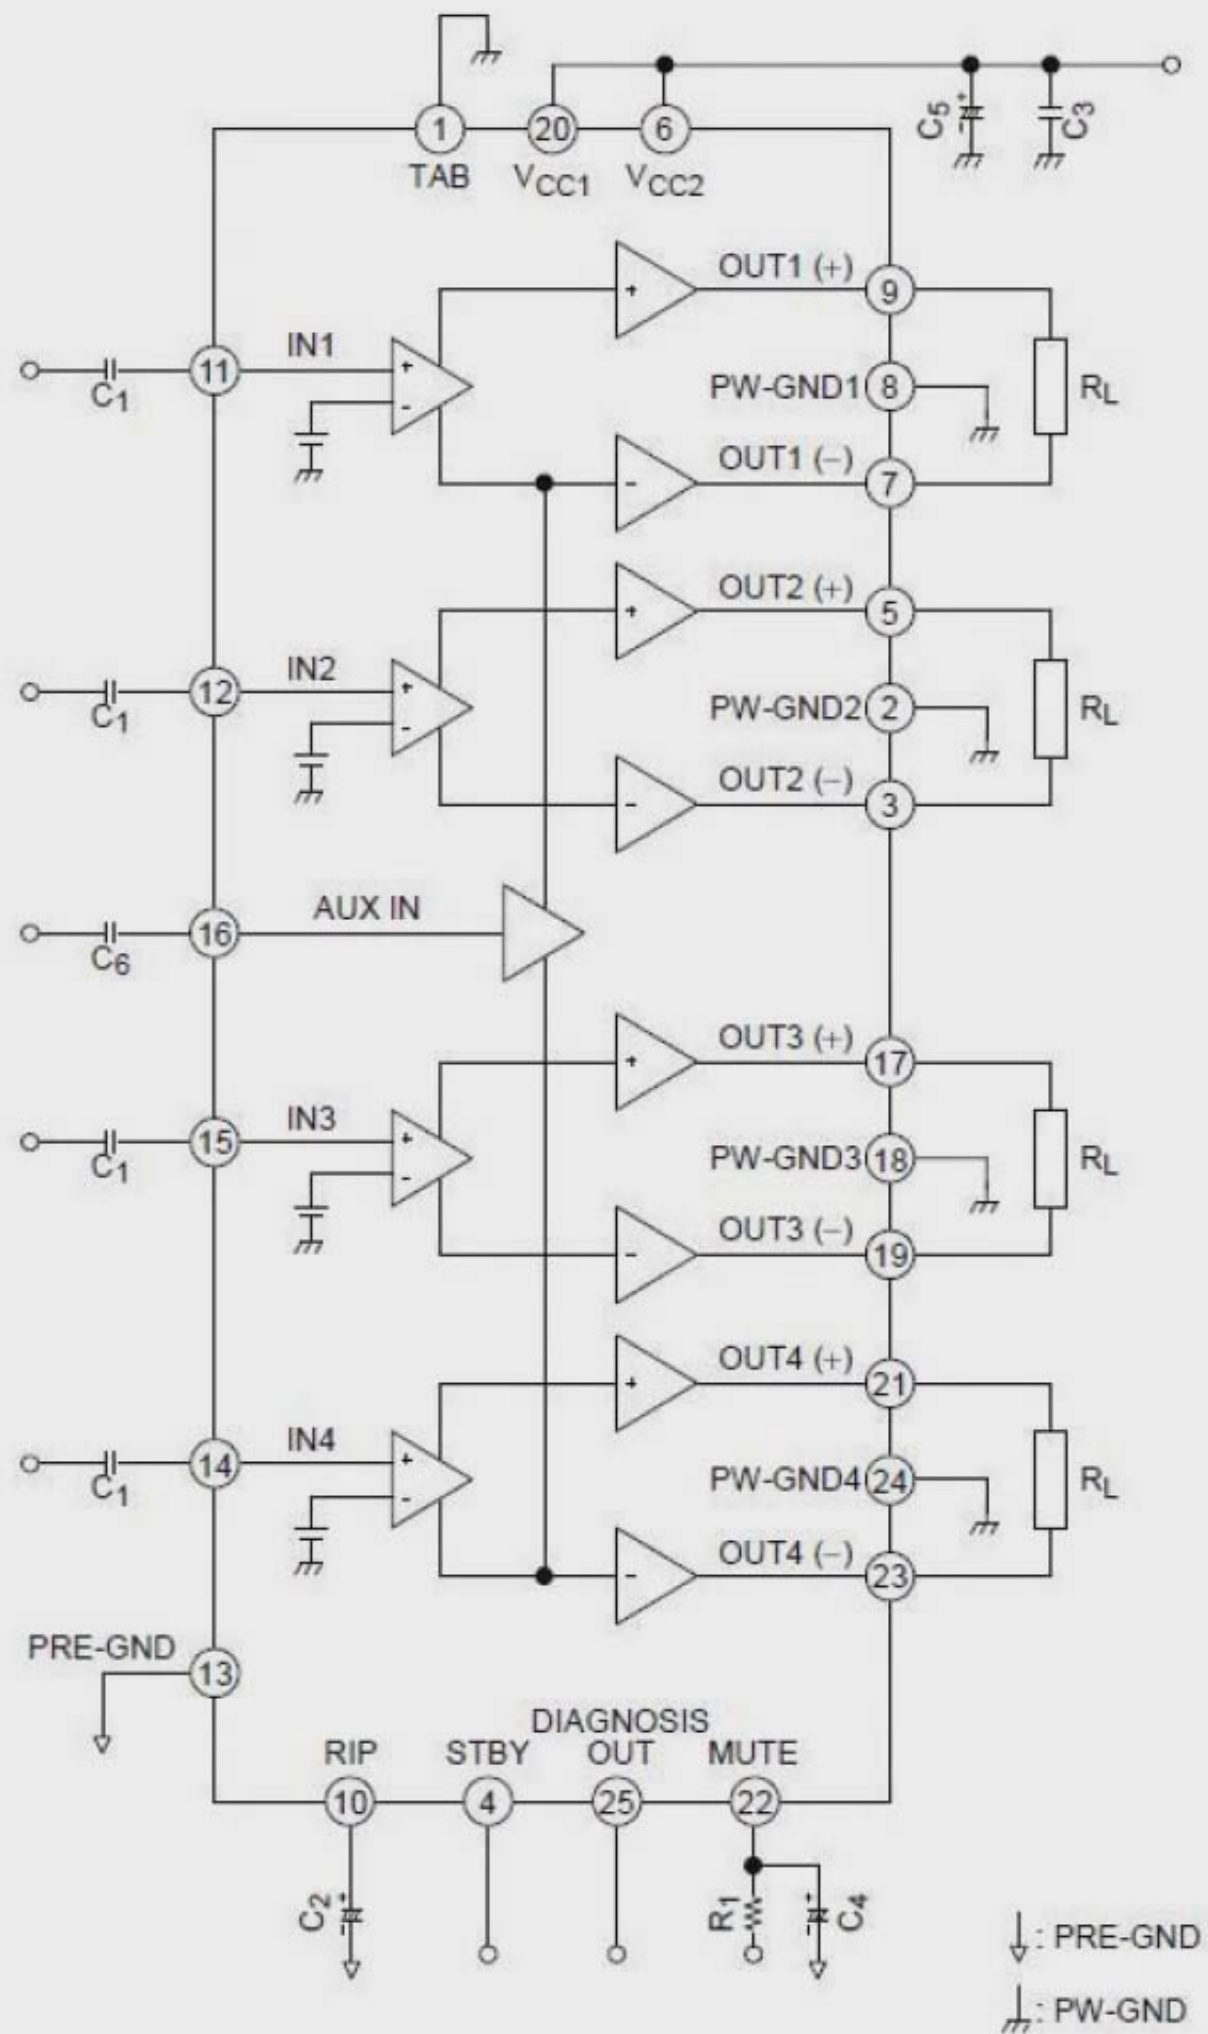 C5
C3
1
20
6
TAB
VCC1
VCC2
OUT1 (+)
9
IN1
11
C1
+
-
+
PW-GND1
8
RL
OUT1 (−)
-
7
OUT2 (+)
+
5
IN2
12
C1
+
-
PW-GND2
2
RL
OUT2 (−)
-
3
AUX IN
16
C6
OUT3 (+)
+
17
IN3
15
C1
+
-
PW-GND3
18
RL
OUT3 (−)
-
19
OUT4 (+)
+
21
IN4
14
C1
+
-
PW-GND4
24
RL
OUT4 (−)
-
23
PRE-GND
13
DIAGNOSIS
RIP
STBY
OUT
MUTE
10
4
25
22
C2
+
-
R1
+
-
C4
: PRE-GND
: PW-GND